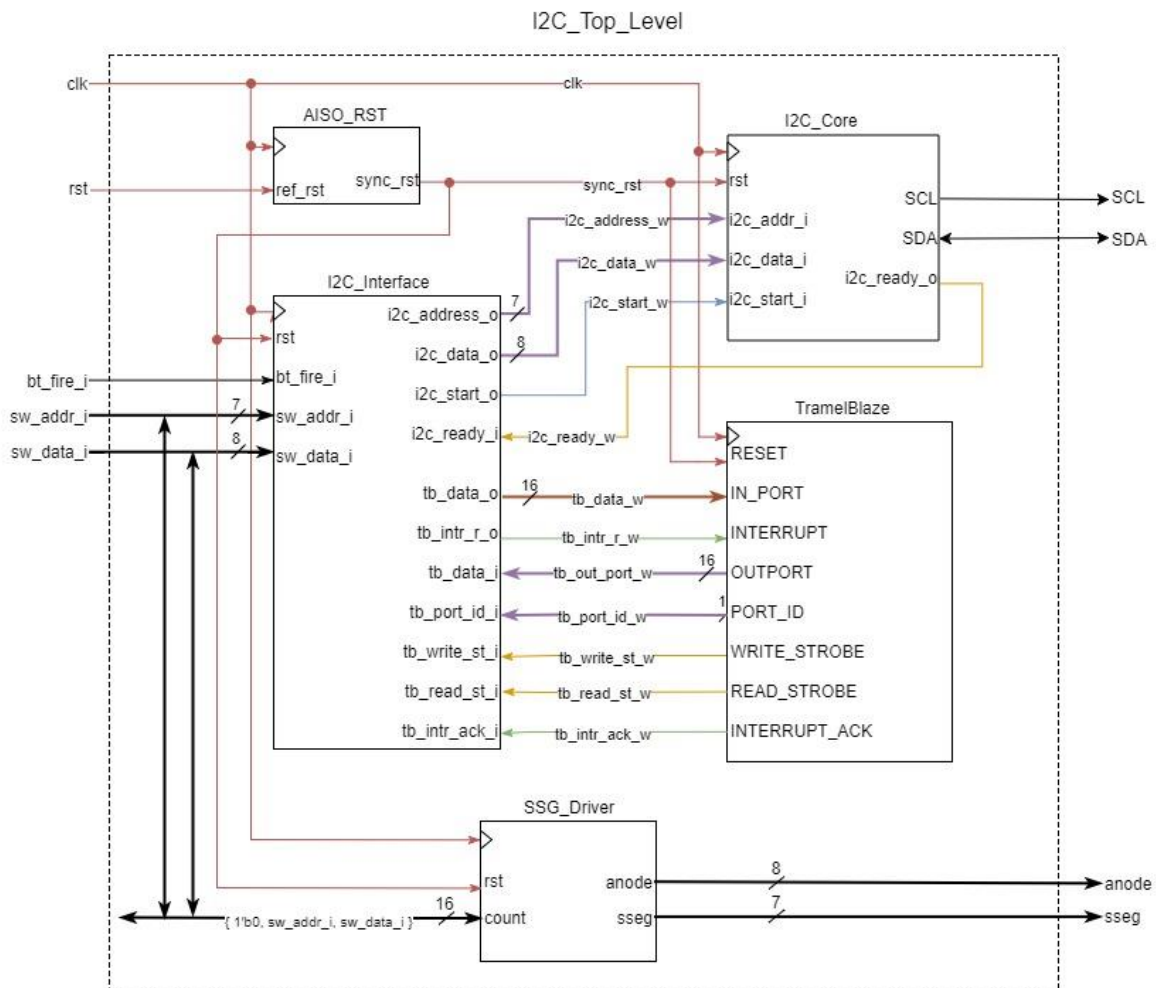 I2C_Top_Level
clk
clk
AISO_RST
I2C_Core
rst
ref_rst
sync_rst
sync_rst
rst
SCL
SCL
i2c_address_w
i2c_addr_i
SDA
SDA
i2c_data_w
i2c_data_i
i2c_ready_o
I2C_Interface
i2c_start_w
i2c_start_i
i2c_address_o
7
rst
i2c_data_o
8
bt_fire_i
bt_fire_i
i2c_start_o
sw_addr_i
7
sw_addr_i
TramelBlaze
i2c_ready_i
i2c_ready_w
sw_data_i
8
sw_data_i
RESET
tb_data_o
16
tb_data_w
IN_PORT
tb_intr_r_o
tb_intr_r_w
INTERRUPT
tb_data_i
tb_out_port_w
16
OUTPORT
tb_port_id_i
tb_port_id_w
1
PORT_ID
tb_write_st_i
tb_write_st_w
WRITE_STROBE
tb_read_st_i
tb_read_st_w
READ_STROBE
tb_intr_ack_i
tb_intr_ack_w
INTERRUPT_ACK
SSG_Driver
rst
anode
8
anode
{ 1'b0, sw_addr_i, sw_data_i }
16
count
sseg
7
sseg